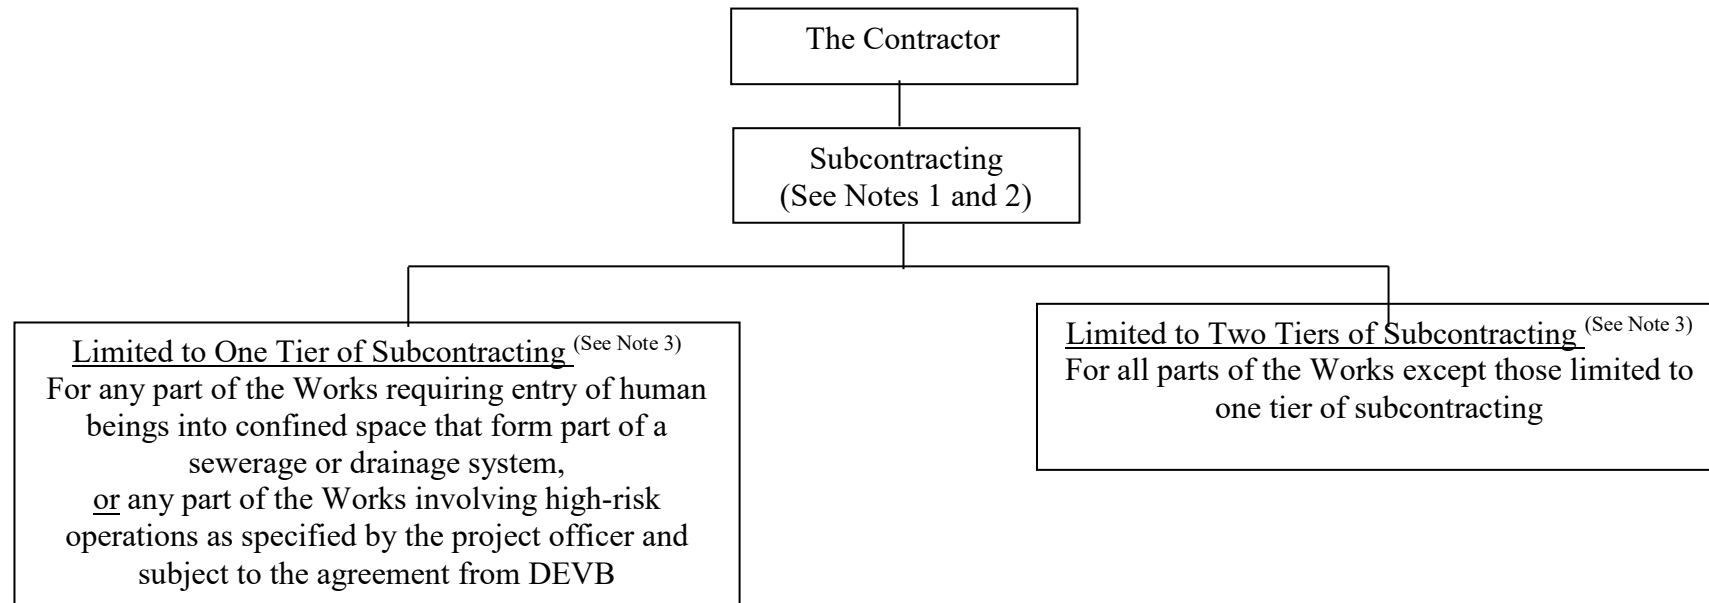 The Contractor
Subcontracting
(See Notes 1 and 2)
Limited to One Tier of Subcontracting (See Note 3)
For any part of the Works requiring entry of human
beings into confined space that form part of a
sewerage or drainage system,
or any part of the Works involving high-risk
operations as specified by the project officer and
subject to the agreement from DEVB
Limited to Two Tiers of Subcontracting (See Note 3)
For all parts of the Works except those limited to
one tier of subcontracting